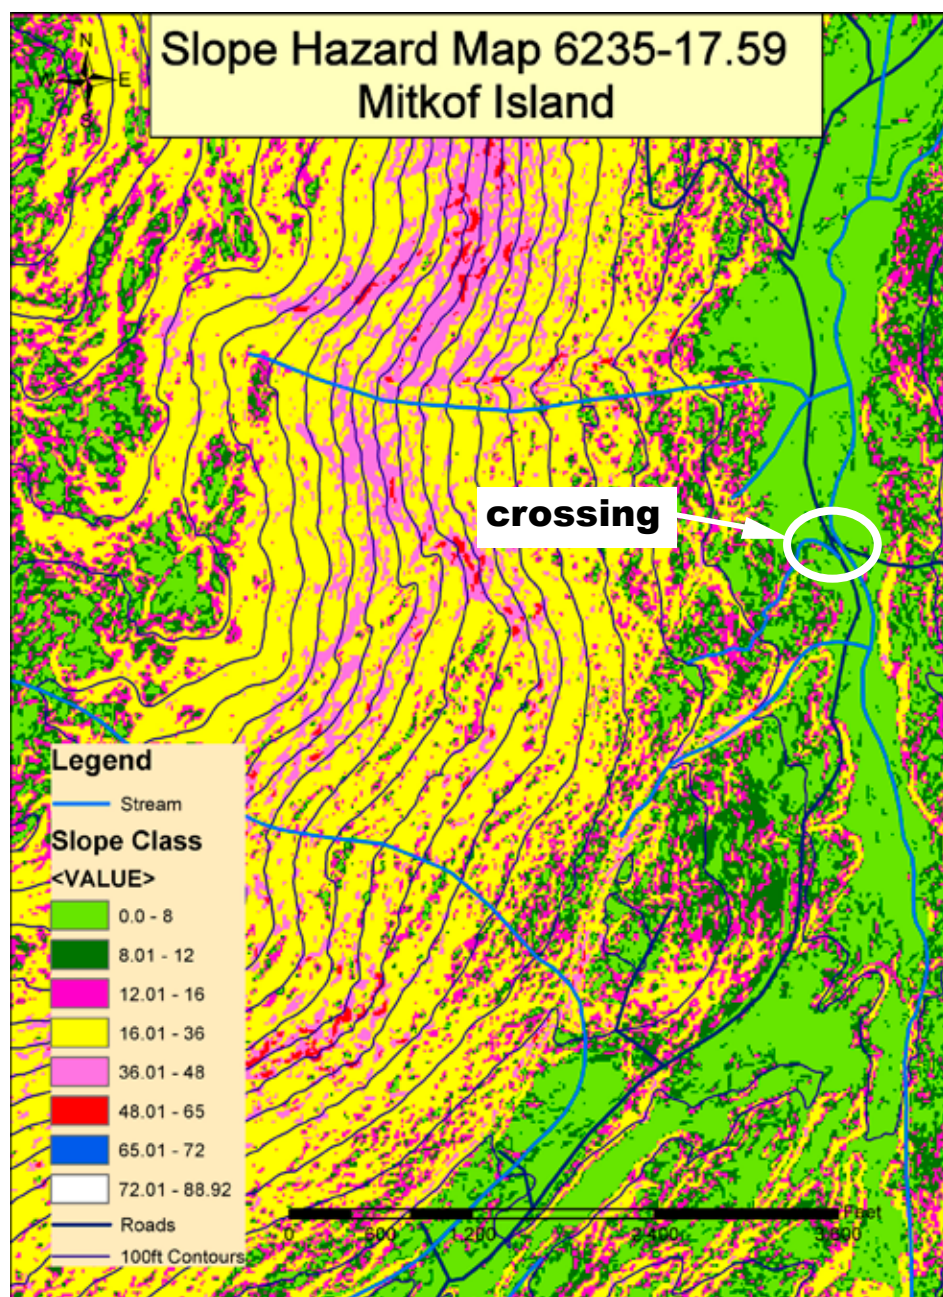 Slope Hazard Map 6235-17.59
Mitkof Island
N
W E
S
crossing
Legend
Stream
Slope Class
<VALUE>
0.0 - 8
8.01 - 12
12.01 - 16
16.01 - 36
36.01 - 48
48.01 - 65
65.01 - 72
72.01 - 88.92
Roads
100ft Contours
Feet
0 600 1,200 2,400 3,600